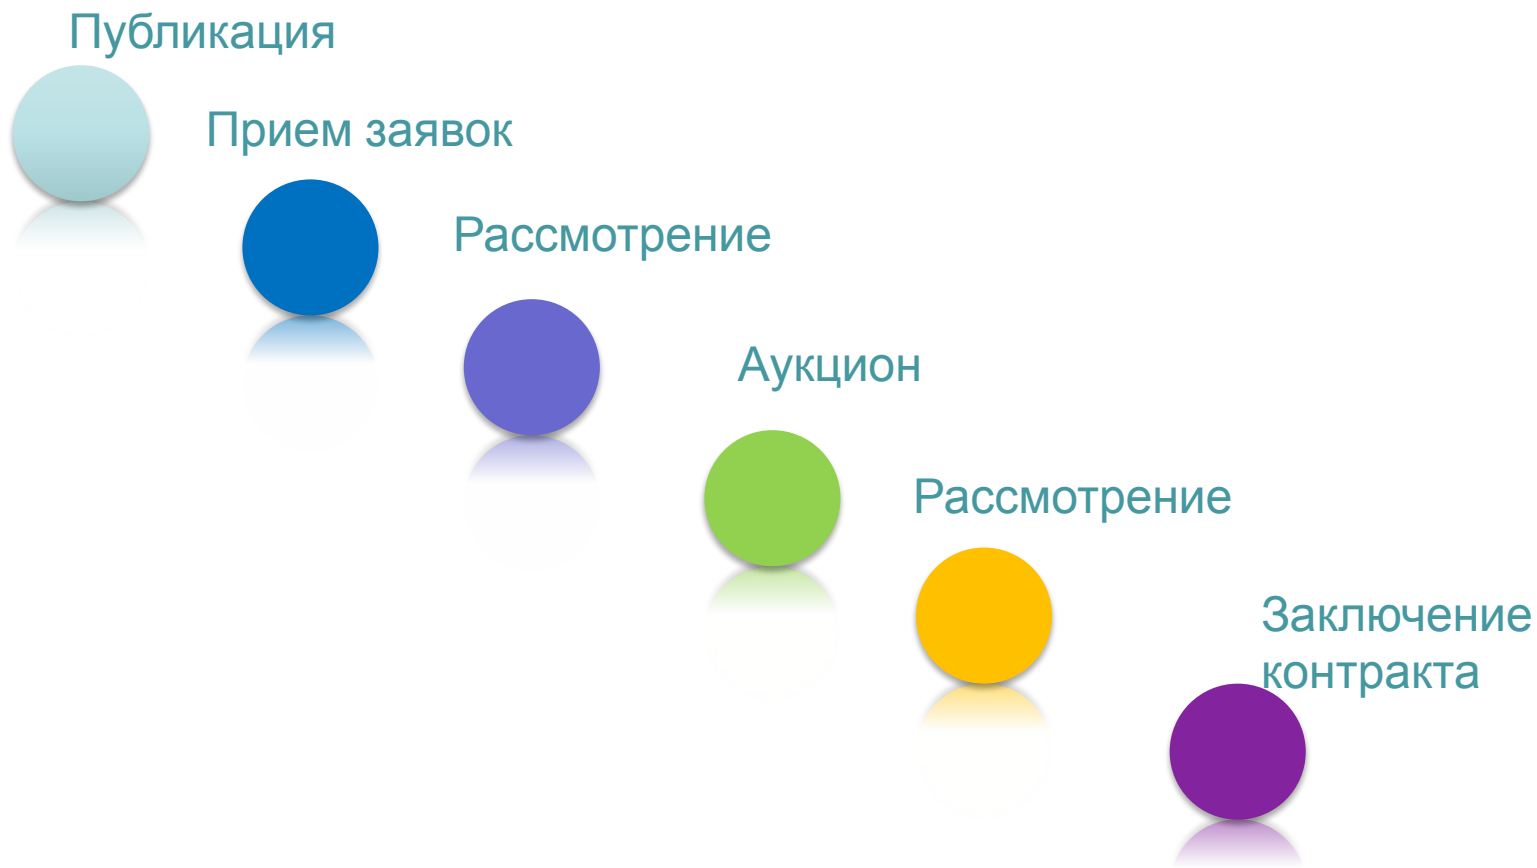 Публикация
Прием заявок
Рассмотрение
Аукцион
Рассмотрение
Заключение
контракта